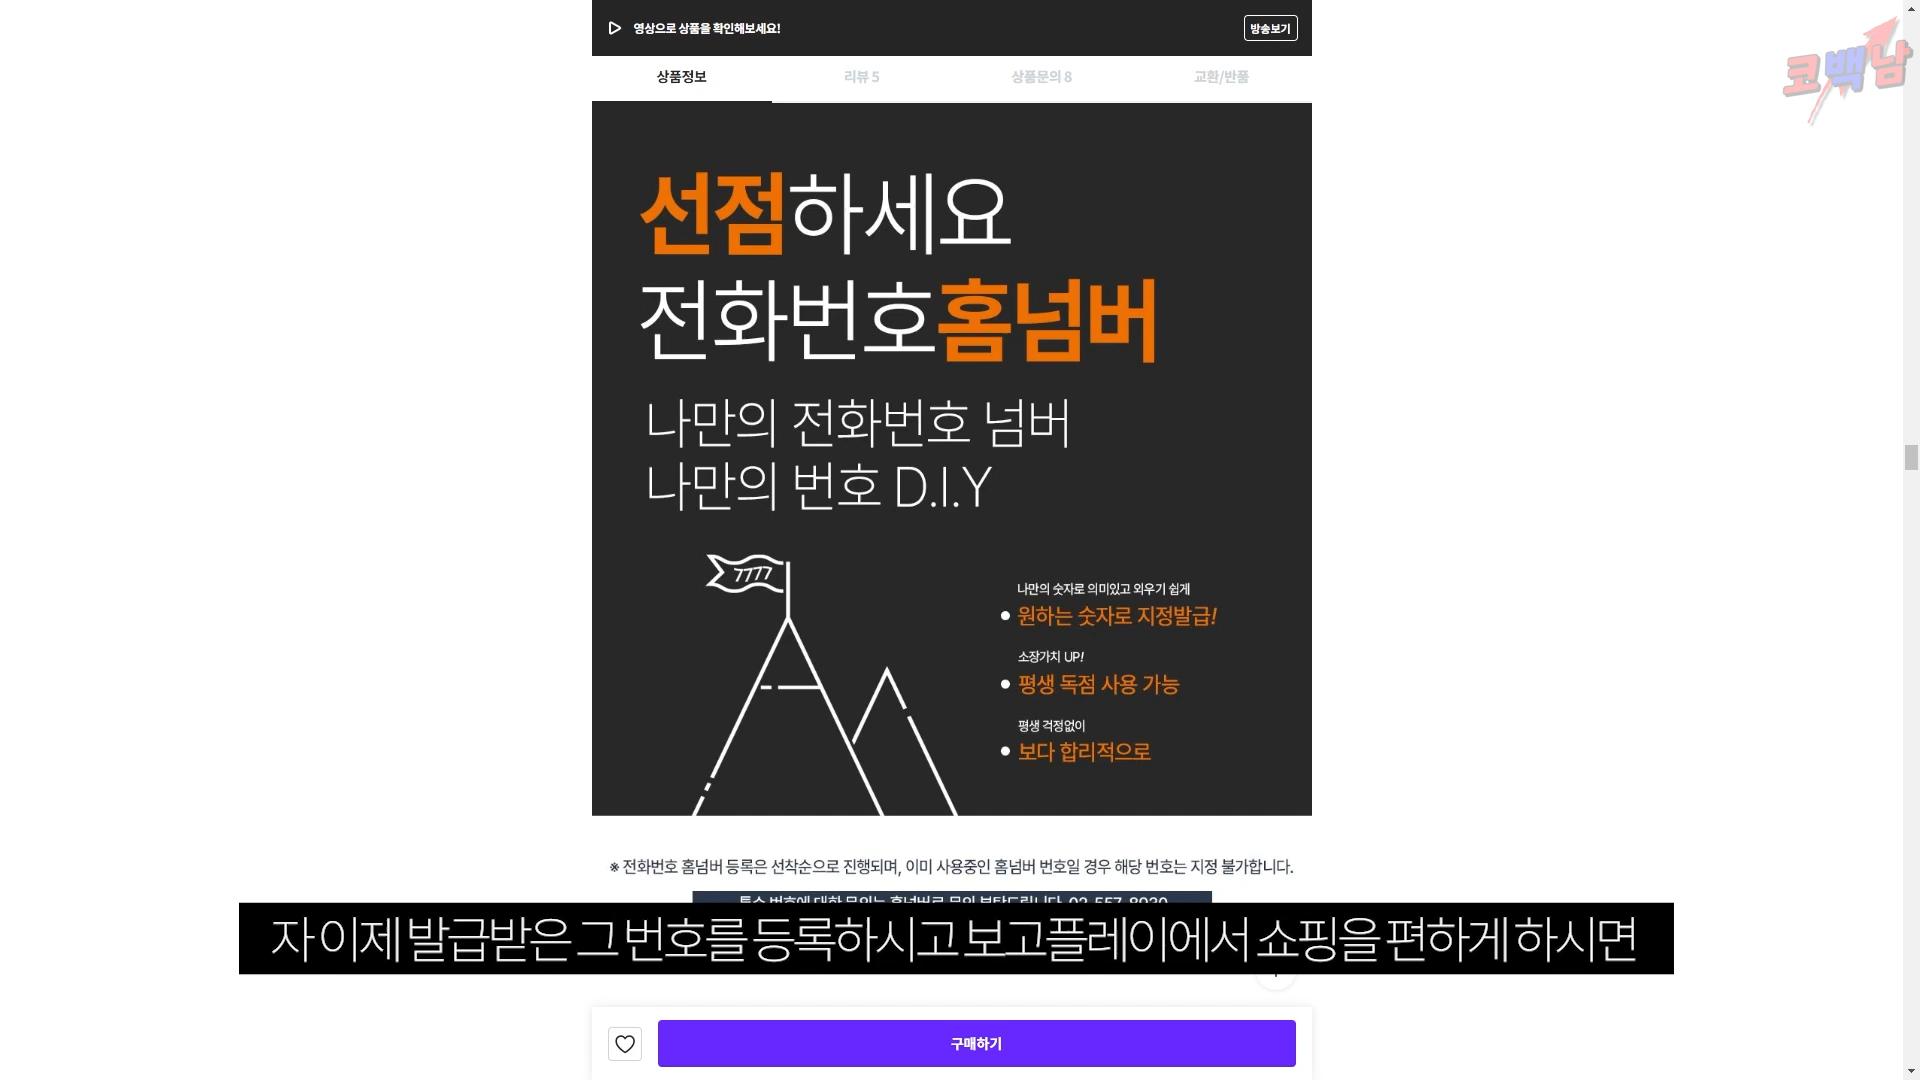 영상으로 상품을 확인해보세요!
방송보기
코백남
상품정보
리뷰 5
상품문의 8
교환/반품
선점하세요
전화번호홈넘버
나만의 전화번호 넘버
나만의 번호 D.I.Y
7777
나만의 숫자로 의미있고 외우기 쉽게
원하는 숫자로 지정발급!
소장가치 UP!
평생 독점 사용 가능
평생 걱정없이
보다 합리적으로
※ 전화번호 홈넘버 등록은 선착순으로 진행되며, 이미 사용중인 홈넘버 번호일 경우 해당 번호는 지정 불가합니다.
자 이제 발급받은 그 번호를 등록하시고 보고플레이에서 쇼핑을 편하게 하시면
구매하기